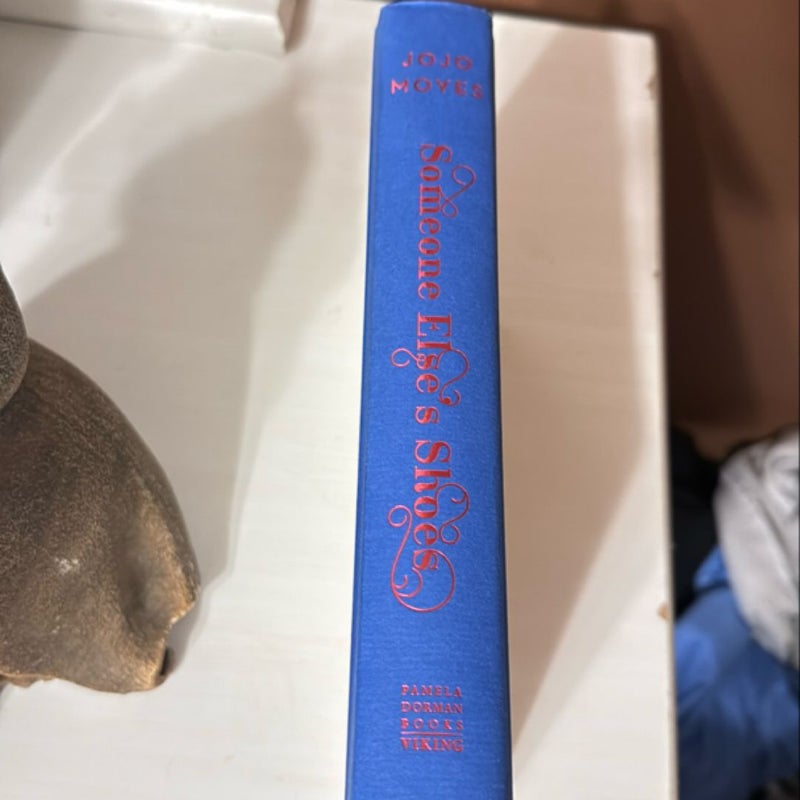 JOJO
MOYES
Someone Else's Shoes
PAMELA
DORMAN
BOOKS
VIKING